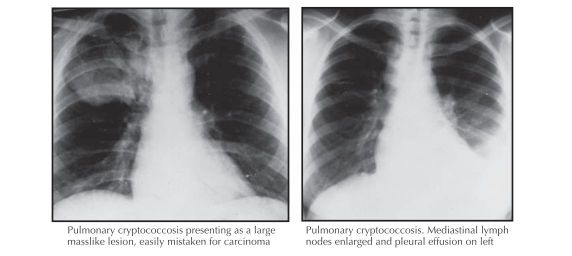 Pulmonary cryptococcosis presenting as a large
masslike lesion, easily mistaken for carcinoma
Pulmonary cryptococcosis. Mediastinal lymph
nodes enlarged and pleural effusion on left